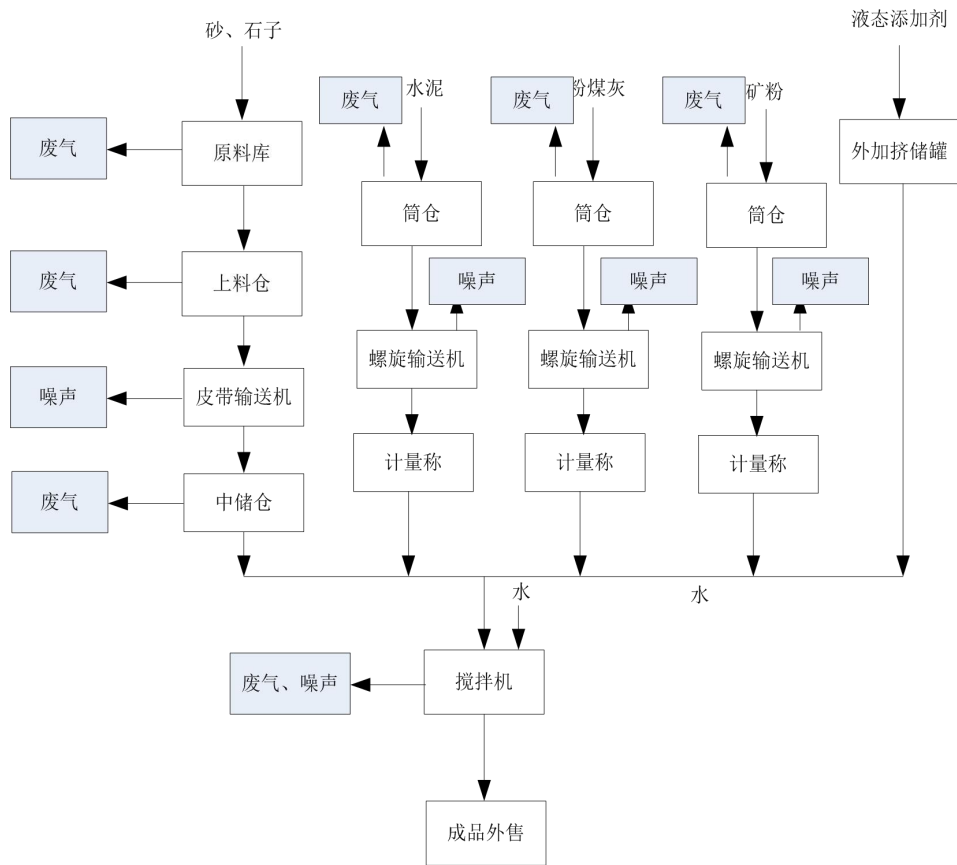 砂、石子
液态添加剂
废气
水泥
废气
粉煤灰
废气
矿粉
废气
原料库
外加挤储罐
筒仓
筒仓
筒仓
废气
上料仓
噪声
噪声
噪声
螺旋输送机
螺旋输送机
螺旋输送机
噪声
皮带输送机
计量称
计量称
计量称
废气
中储仓
水
水
废气、噪声
搅拌机
成品外售